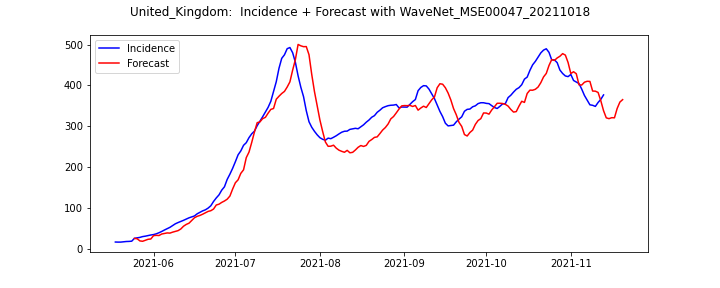 United_Kingdom:  Incidence + Forecast with WaveNet_MSE00047_20211018
Incidence
Forecast
500
400
300
200
100
0
2021-06 2021-07 2021-08 2021-09 2021-10 2021-11